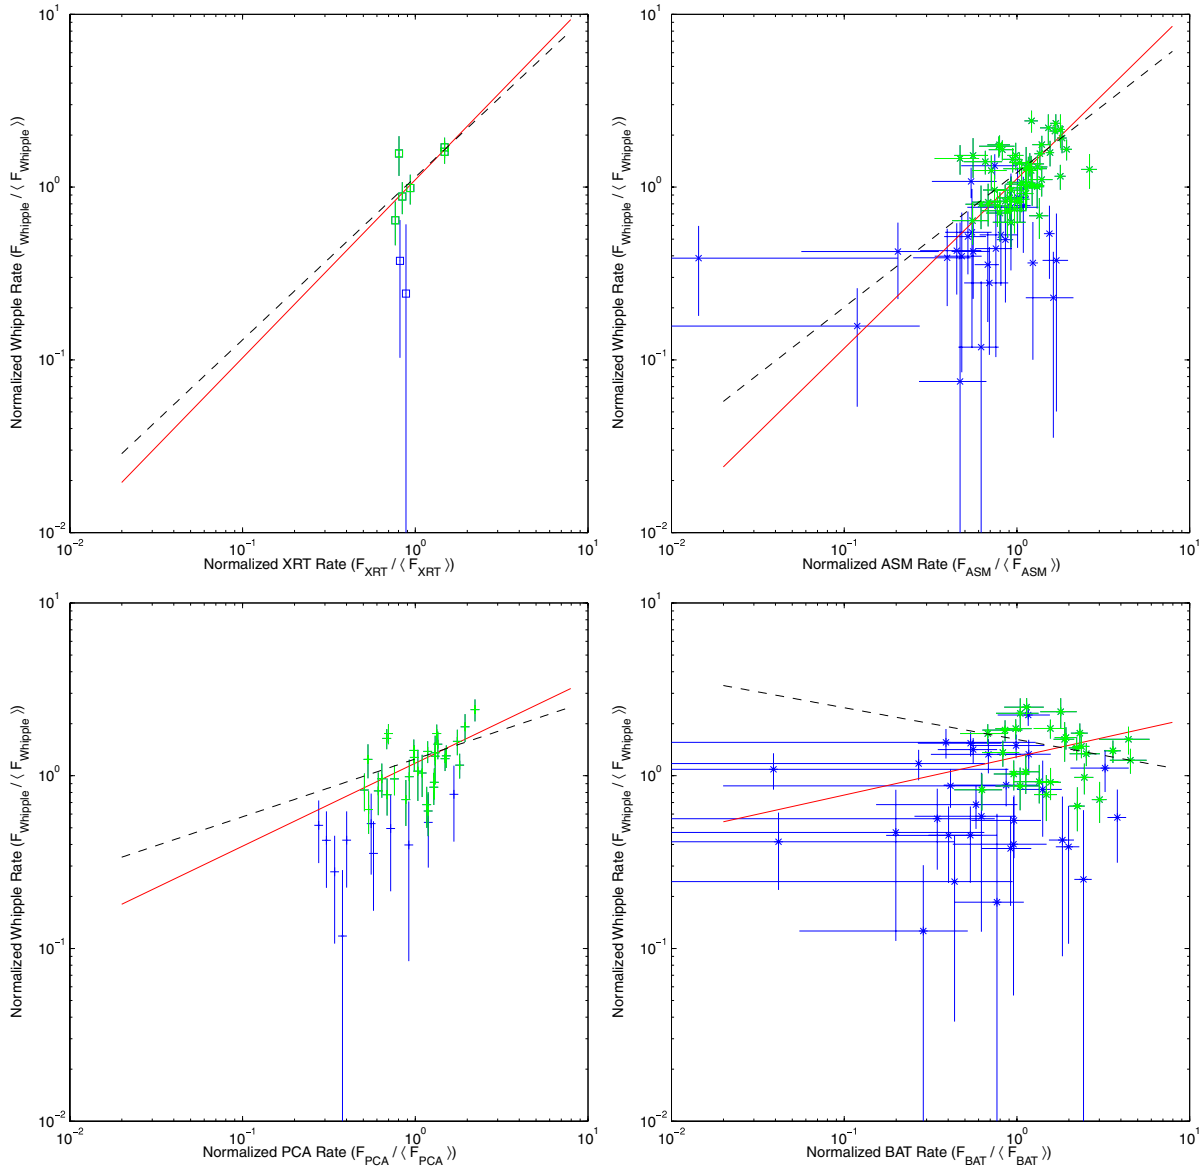 10^1
10^0
10^-1
10^-2
Normalized Whipple Rate (F_Whipple / ⟨ F_Whipple ⟩)
10^-2 10^-1 10^0 10^1
Normalized XRT Rate (F_XRT / ⟨ F_XRT ⟩)
10^1
10^0
10^-1
10^-2
Normalized Whipple Rate (F_Whipple / ⟨ F_Whipple ⟩)
10^-2 10^-1 10^0 10^1
Normalized ASM Rate (F_ASM / ⟨ F_ASM ⟩)
10^1
10^0
10^-1
10^-2
Normalized Whipple Rate (F_Whipple / ⟨ F_Whipple ⟩)
10^-2 10^-1 10^0 10^1
Normalized PCA Rate (F_PCA / ⟨ F_PCA ⟩)
10^1
10^0
10^-1
10^-2
Normalized Whipple Rate (F_Whipple / ⟨ F_Whipple ⟩)
10^-2 10^-1 10^0 10^1
Normalized BAT Rate (F_BAT / ⟨ F_BAT ⟩)